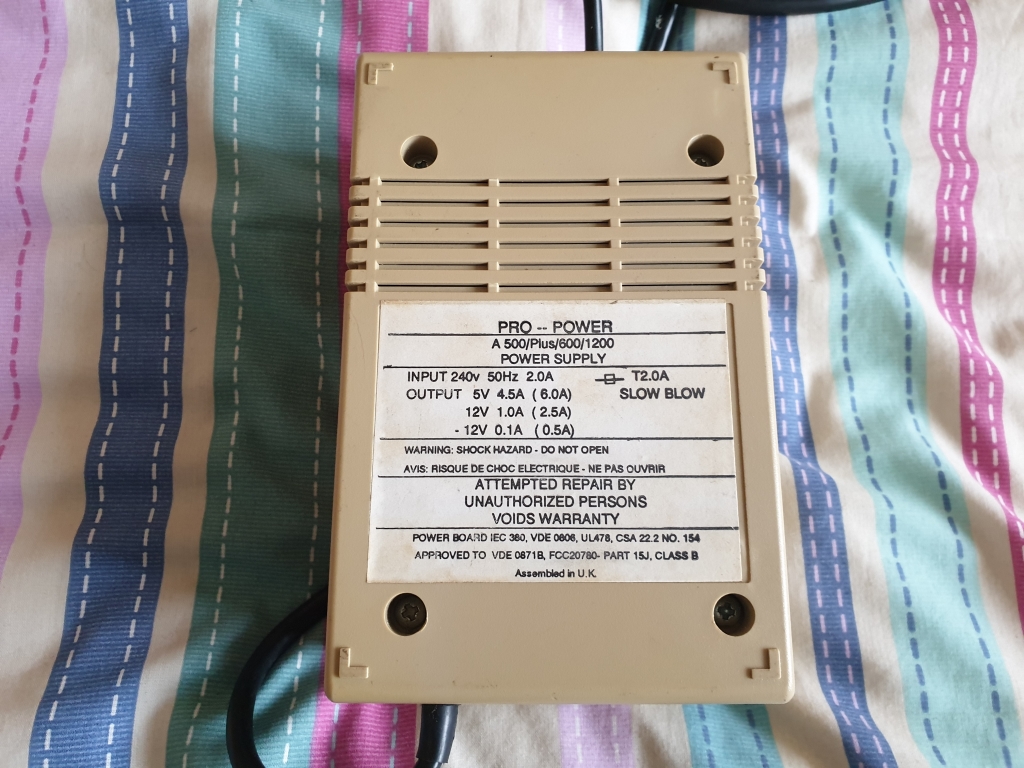 PRO -- POWER
A 500/Plus/600/1200
POWER SUPPLY
INPUT 240v 50Hz 2.0A T2.0A
OUTPUT 5V 4.5A ( 6.0A) SLOW BLOW
12V 1.0A ( 2.5A)
- 12V 0.1A ( 0.5A)
WARNING: SHOCK HAZARD - DO NOT OPEN
AVIS: RISQUE DE CHOC ELECTRIQUE - NE PAS OUVRIR
ATTEMPTED REPAIR BY
UNAUTHORIZED PERSONS
VOIDS WARRANTY
POWER BOARD IEC 380, VDE 0806, UL478, CSA 22.2 NO. 154
APPROVED TO VDE 0871B, FCC20780- PART 15J, CLASS B
Assembled in U.K.